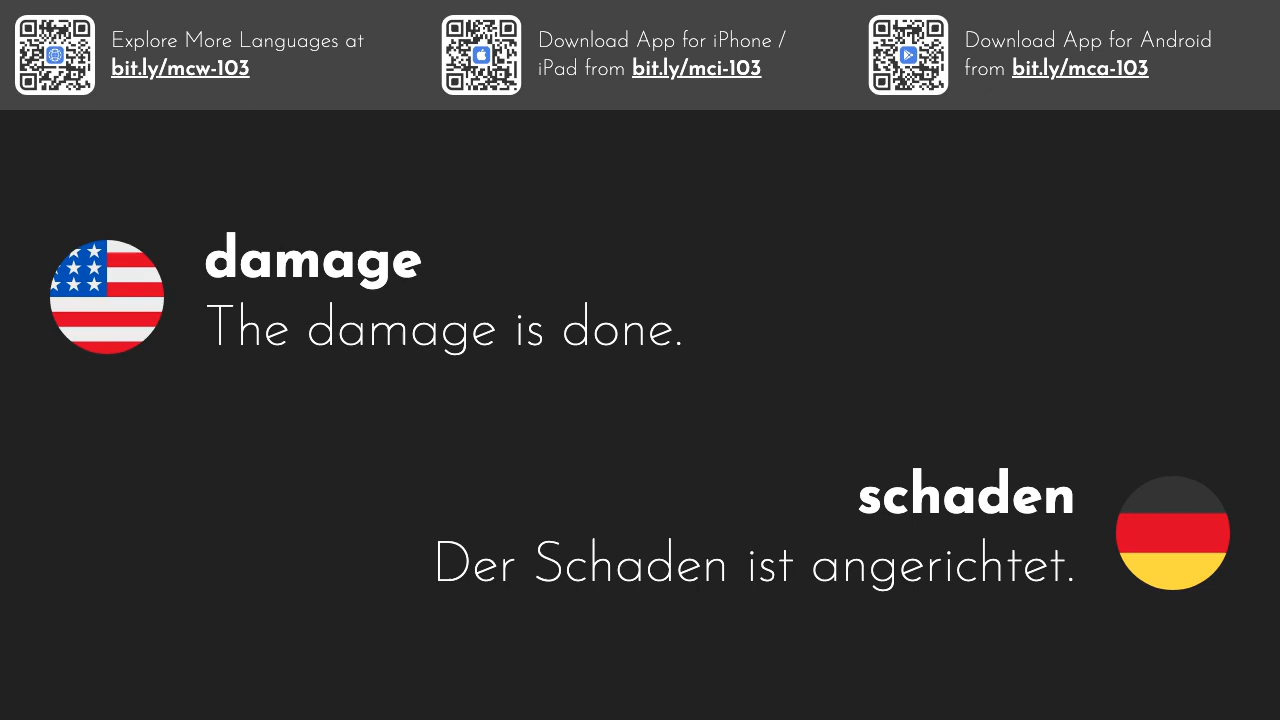 Explore More Languages at
bit.ly/mcw-103
Download App for iPhone /
iPad from bit.ly/mci-103
Download App for Android
from bit.ly/mca-103
damage
The damage is done.
schaden
Der Schaden ist angerichtet.